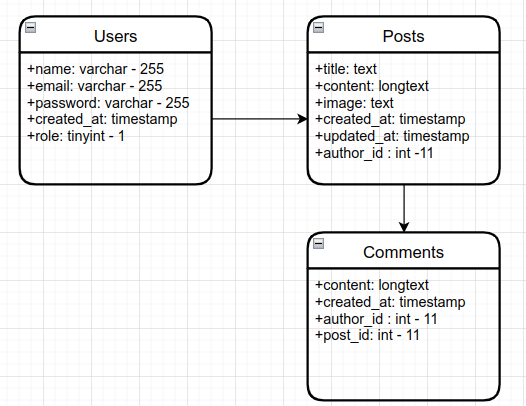 Users
+name: varchar - 255
+email: varchar - 255
+password: varchar - 255
+created_at: timestamp
+role: tinyint - 1
Posts
+title: text
+content: longtext
+image: text
+created_at: timestamp
+updated_at: timestamp
+author_id : int -11
Comments
+content: longtext
+created_at: timestamp
+author_id : int - 11
+post_id: int - 11